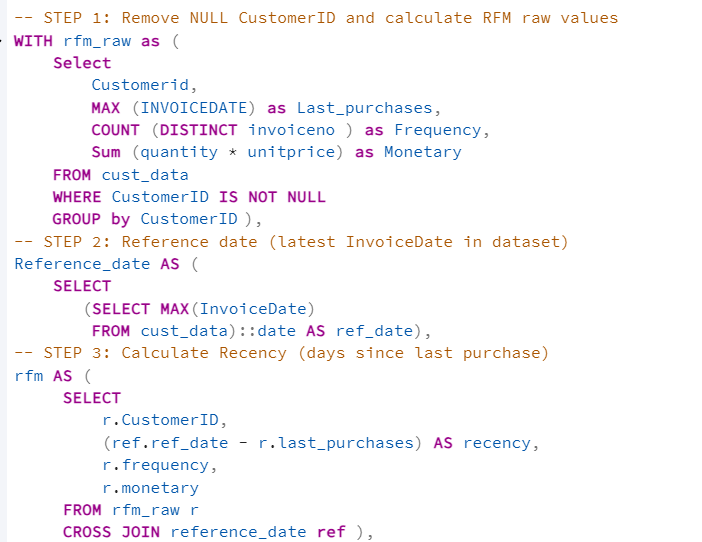 -- STEP 1: Remove NULL CustomerID and calculate RFM raw values
WITH rfm_raw as (
Select
Customerid,
MAX (INVOICEDATE) as Last_purchases,
COUNT (DISTINCT invoiceno ) as Frequency,
Sum (quantity * unitprice) as Monetary
FROM cust_data
WHERE CustomerID IS NOT NULL
GROUP by CustomerID ),
-- STEP 2: Reference date (latest InvoiceDate in dataset)
Reference_date AS (
SELECT
(SELECT MAX(InvoiceDate)
FROM cust_data)::date AS ref_date),
-- STEP 3: Calculate Recency (days since last purchase)
rfm AS (
SELECT
r.CustomerID,
(ref.ref_date - r.last_purchases) AS recency,
r.frequency,
r.monetary
FROM rfm_raw r
CROSS JOIN reference_date ref ),